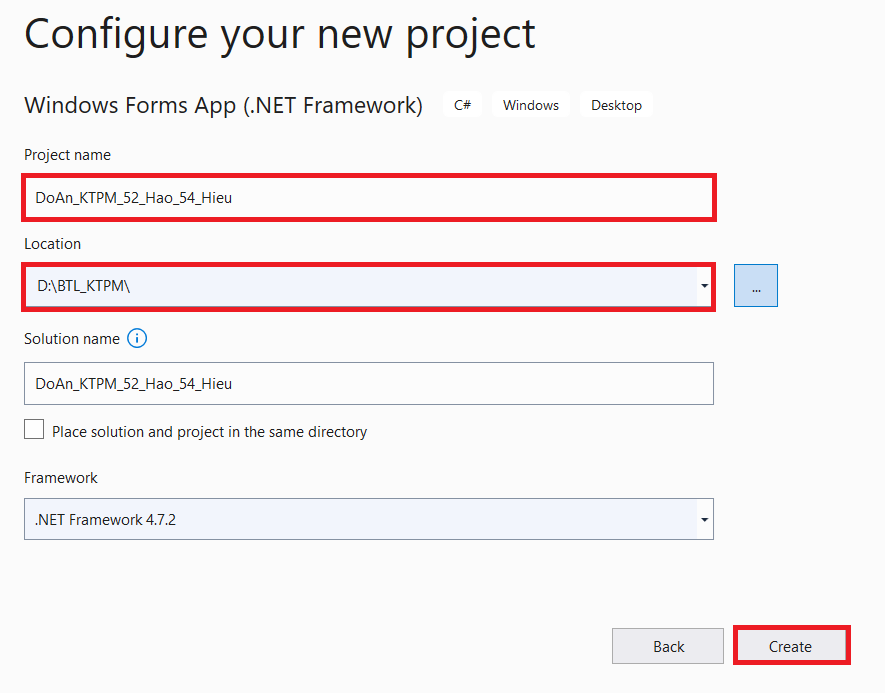 Configure your new project
Windows Forms App (.NET Framework) C# Windows Desktop
Project name
DoAn_KTPM_52_Hao_54_Hieu
Location
D:\BTL_KTPM\
...
Solution name
DoAn_KTPM_52_Hao_54_Hieu
Place solution and project in the same directory
Framework
.NET Framework 4.7.2
Back Create